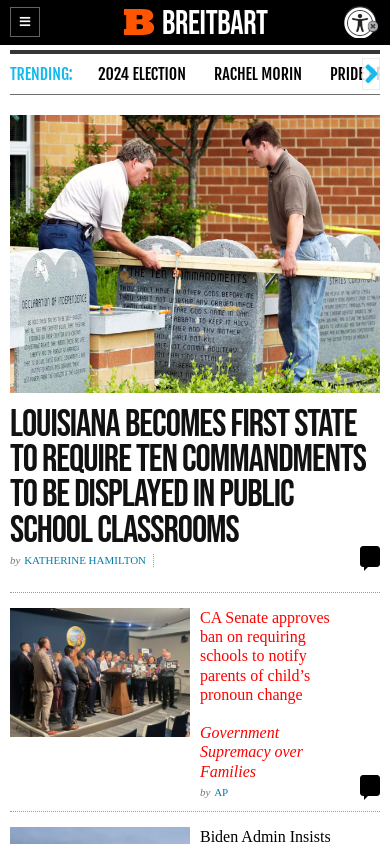 BREITBART
TRENDING: 2024 ELECTION RACHEL MORIN PRIDE
DECLARATION OF INDEPENDENCE
THE TEN COMMANDMENTS
LOUISIANA BECOMES FIRST STATE
TO REQUIRE TEN COMMANDMENTS
TO BE DISPLAYED IN PUBLIC
SCHOOL CLASSROOMS
by KATHERINE HAMILTON
CA Senate approves
ban on requiring
schools to notify
parents of child’s
pronoun change
Government
Supremacy over
Families
by AP
Biden Admin Insists